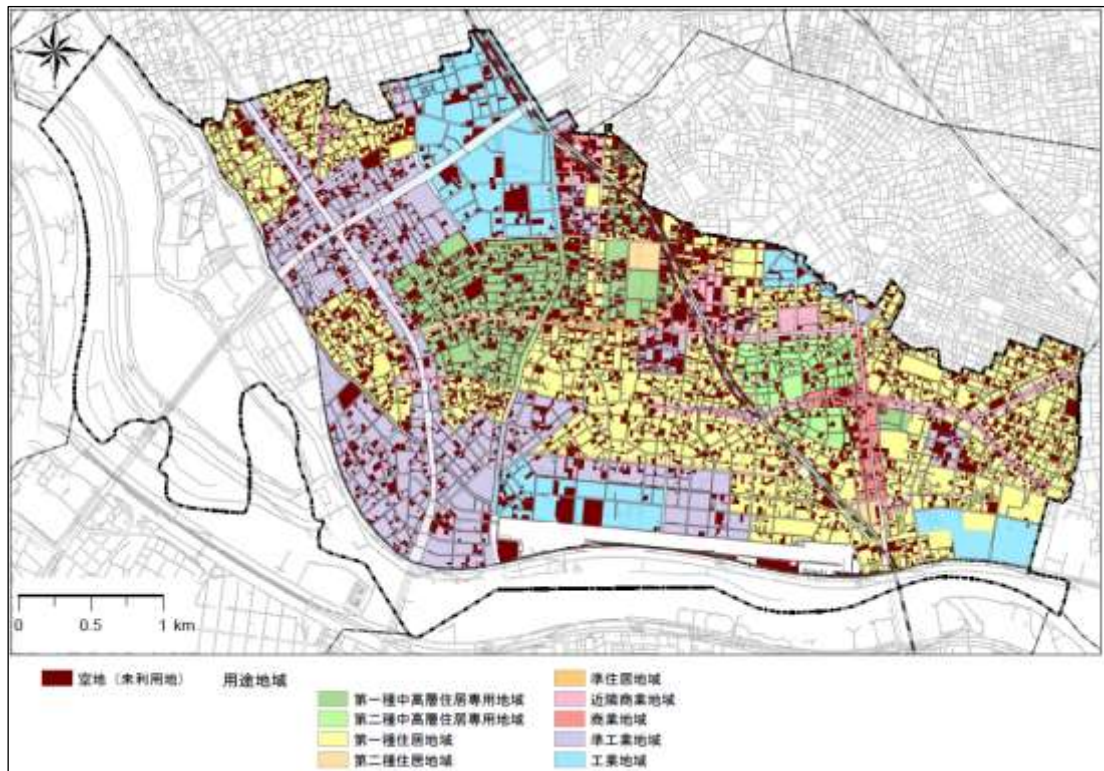 0
0.5
1 km
空地（未利用地）
用途地域
第一種中高層住居専用地域
第二種中高層住居専用地域
第一種住居地域
第二種住居地域
準住居地域
近隣商業地域
商業地域
準工業地域
工業地域